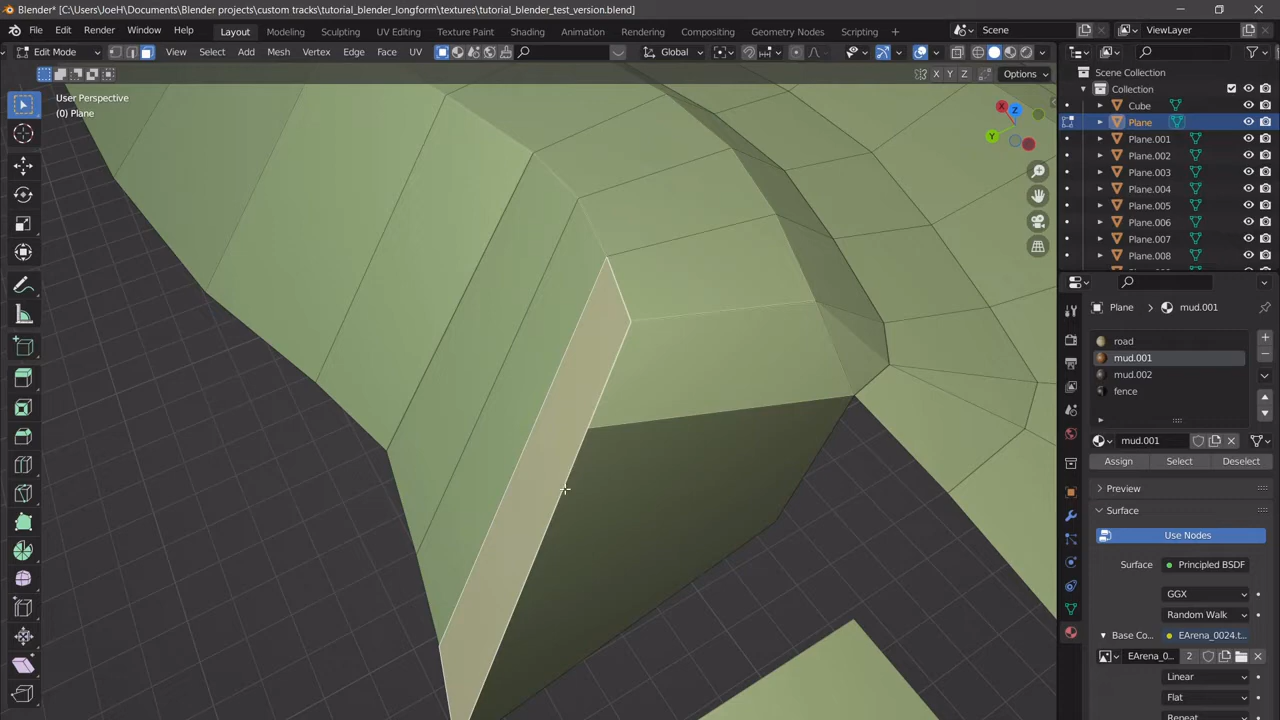 Blender* [C:\Users\JoeH\Documents\Blender projects\custom tracks\tutorial_blender_longform\textures\tutorial_blender_test_version.blend]
File Edit Render Window Help Layout Modeling Sculpting UV Editing Texture Paint Shading Animation Rendering Compositing Geometry Nodes Scripting + Scene ViewLayer
Edit Mode View Select Add Mesh Vertex Edge Face UV Global
X Y Z Options
User Perspective
(0) Plane
X Z
Y
Scene Collection
Collection
Cube
Plane
Plane.001
Plane.002
Plane.003
Plane.004
Plane.005
Plane.006
Plane.007
Plane.008
Plane mud.001
road
mud.001
mud.002
fence
mud.001
Assign Select Deselect
Preview
Surface
Use Nodes
Surface Principled BSDF
GGX
Random Walk
Base Co... EArena_0024.t...
EArena_0... 2
Linear
Flat
Repeat